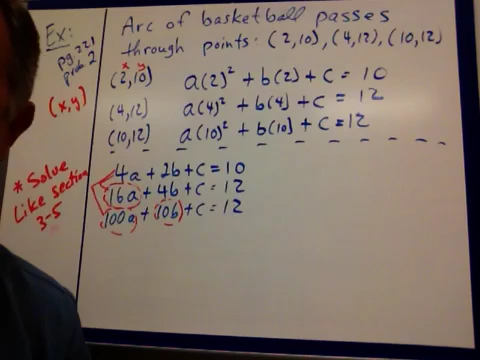 Ex:
pg. 221
prob. 2
Arc of basketball passes
through points: (2,10), (4,12), (10,12)
x y
(2,10) a(2)² + b(2) + c = 10
(x,y)
(4,12) a(4)² + b(4) + c = 12
(10,12) a(10)² + b(10) + c = 12
4a + 2b + c = 10
16a + 4b + c = 12
100a + 10b + c = 12
* Solve
Like section
3-5